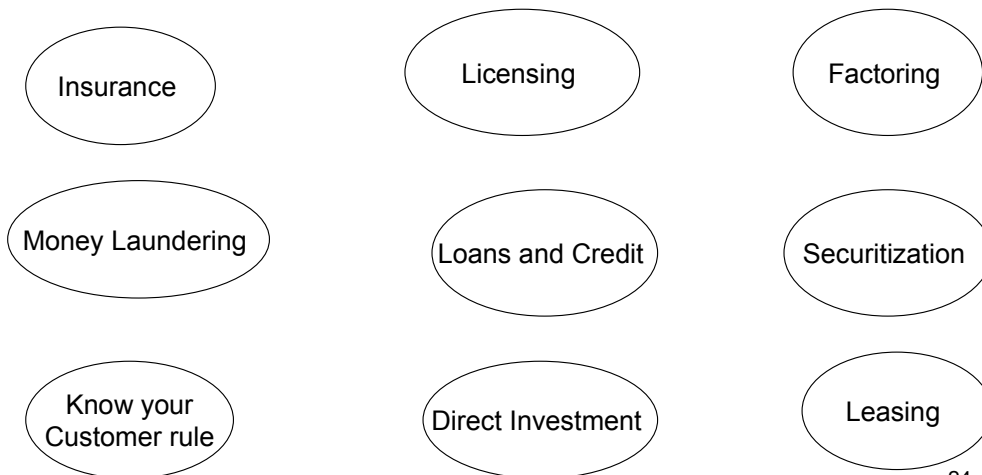 Insurance
Licensing
Factoring
Money Laundering
Loans and Credit
Securitization
Know your
Customer rule
Direct Investment
Leasing